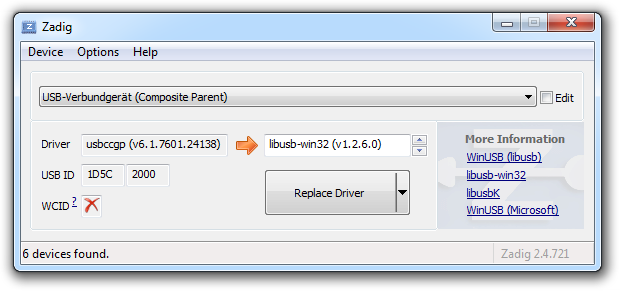 Zadig
Device Options Help
USB-Verbundgerät (Composite Parent)
Edit
Driver usbccgp (v6.1.7601.24138) libusb-win32 (v1.2.6.0)
USB ID 1D5C 2000
WCID ?
Replace Driver
More Information
WinUSB (libusb)
libusb-win32
libusbK
WinUSB (Microsoft)
6 devices found.
Zadig 2.4.721